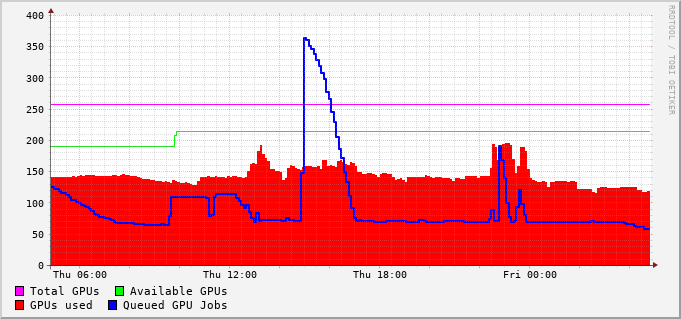 RRDTOOL / TOBI OETIKER
400
350
300
250
200
150
100
50
0
Thu 06:00 Thu 12:00 Thu 18:00 Fri 00:00
Total GPUs Available GPUs
GPUs used Queued GPU Jobs